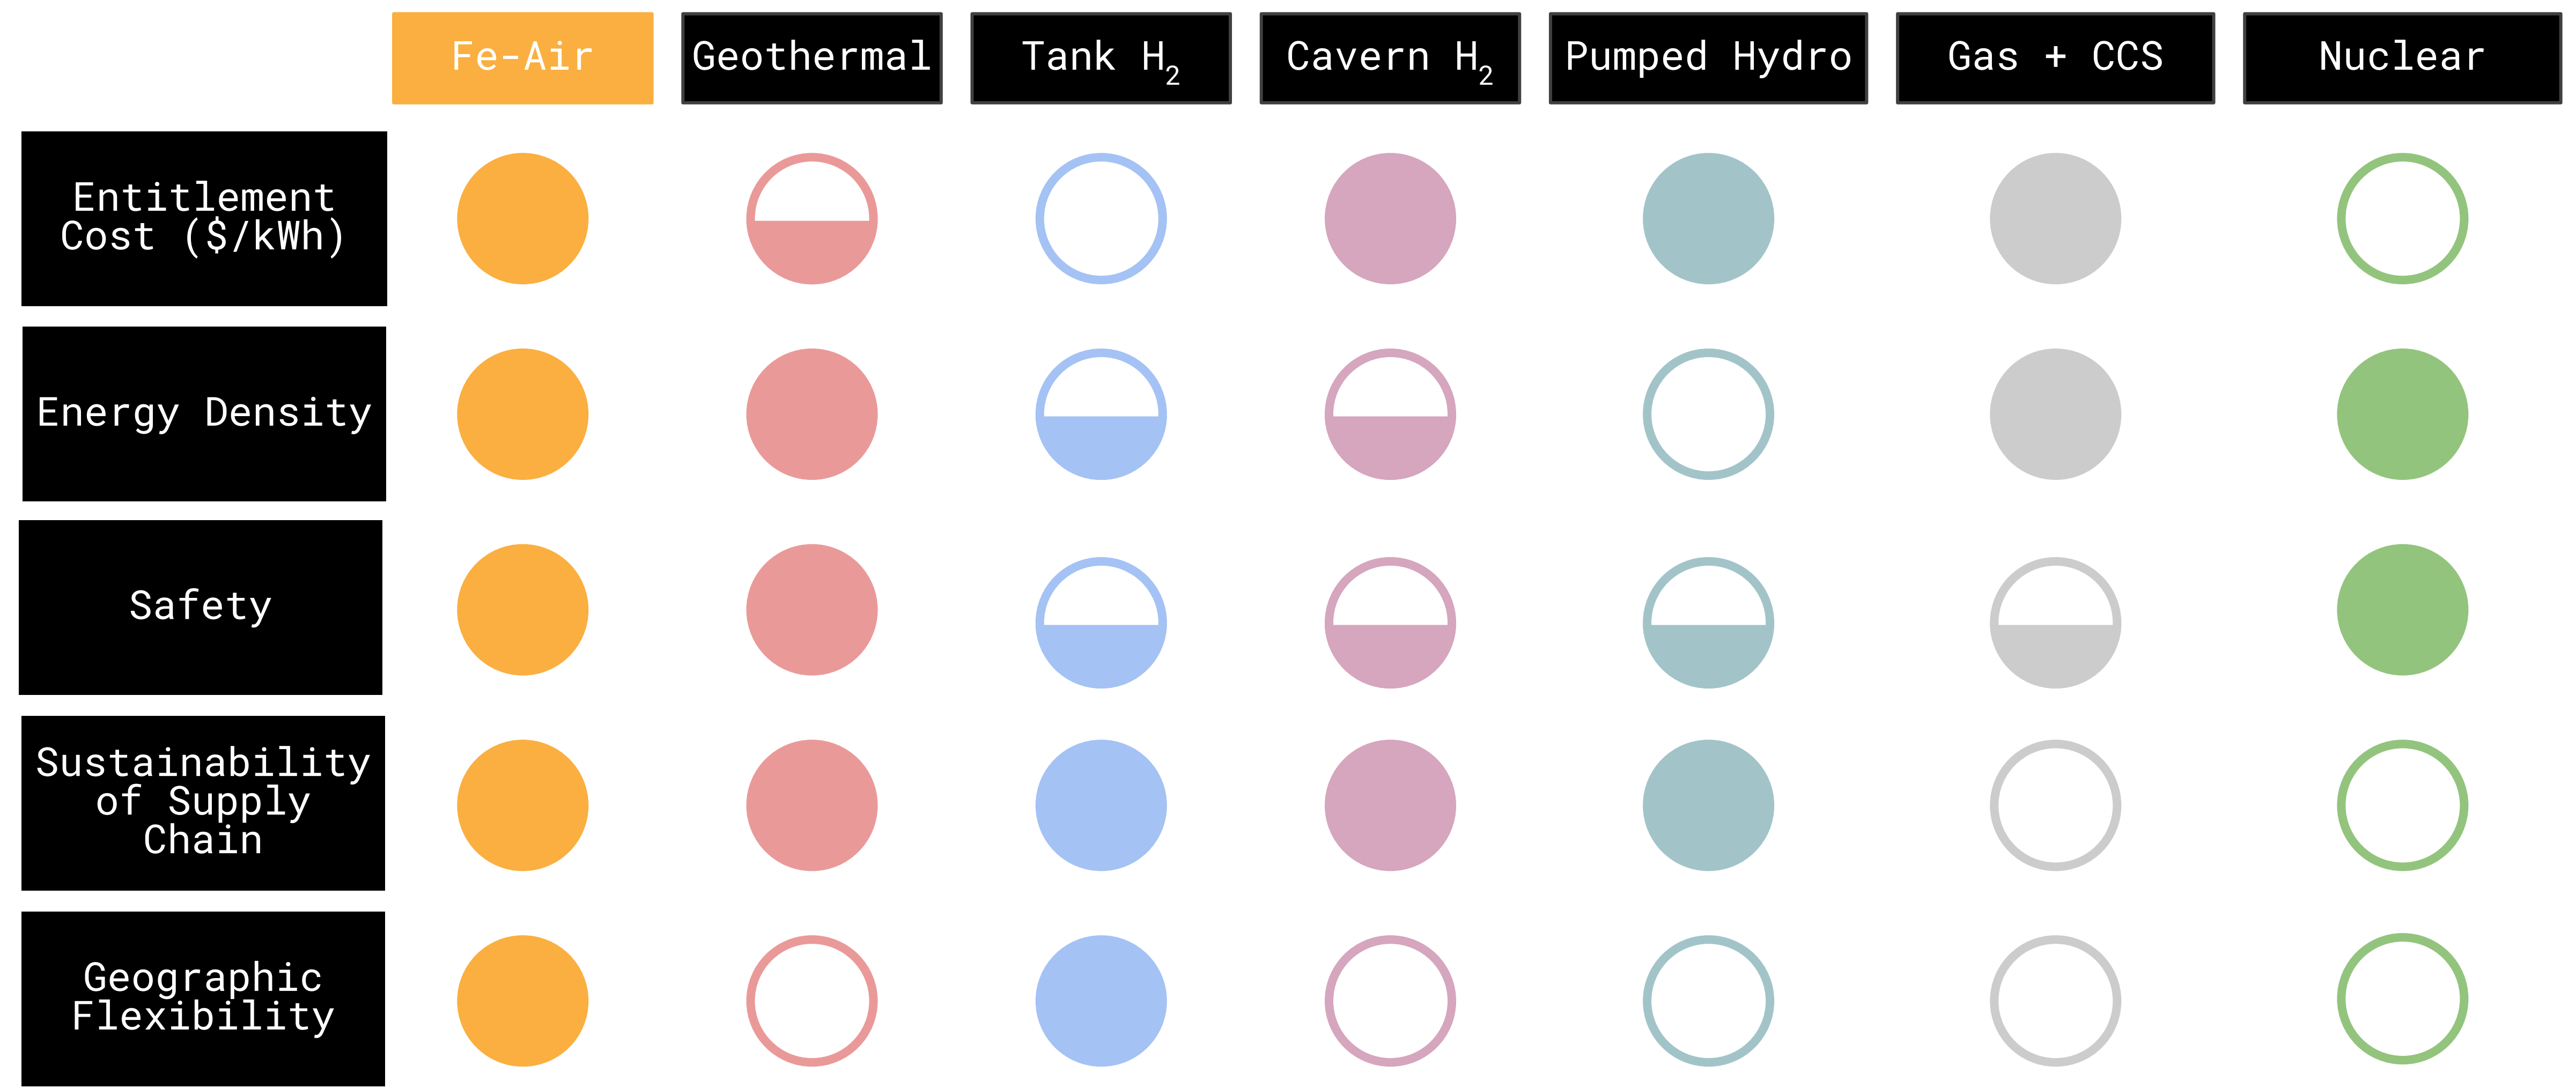 Fe-Air
Geothermal
Tank H₂
Cavern H₂
Pumped Hydro
Gas + CCS
Nuclear
Entitlement
Cost ($/kWh)
Energy Density
Safety
Sustainability
of Supply
Chain
Geographic
Flexibility